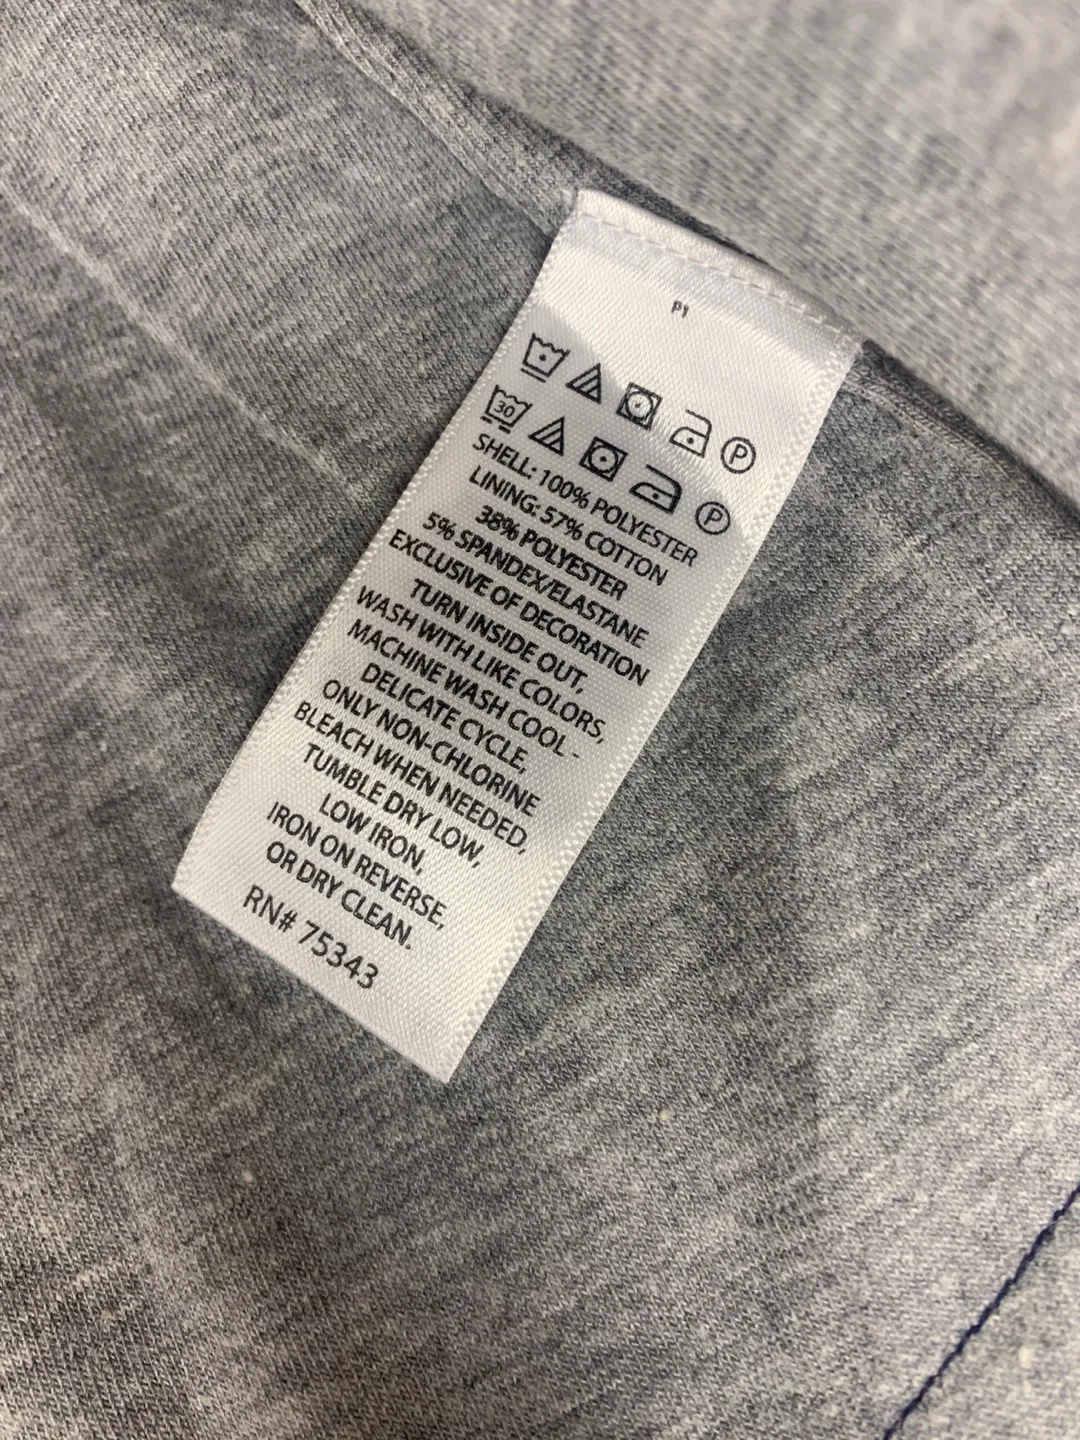 P1
30
P
P
SHELL: 100% POLYESTER
LINING: 57% COTTON
38% POLYESTER
5% SPANDEX/ELASTANE
EXCLUSIVE OF DECORATION
TURN INSIDE OUT,
WASH WITH LIKE COLORS,
MACHINE WASH COOL -
DELICATE CYCLE,
ONLY NON-CHLORINE
BLEACH WHEN NEEDED,
TUMBLE DRY LOW,
LOW IRON,
IRON ON REVERSE,
OR DRY CLEAN.
RN# 75343